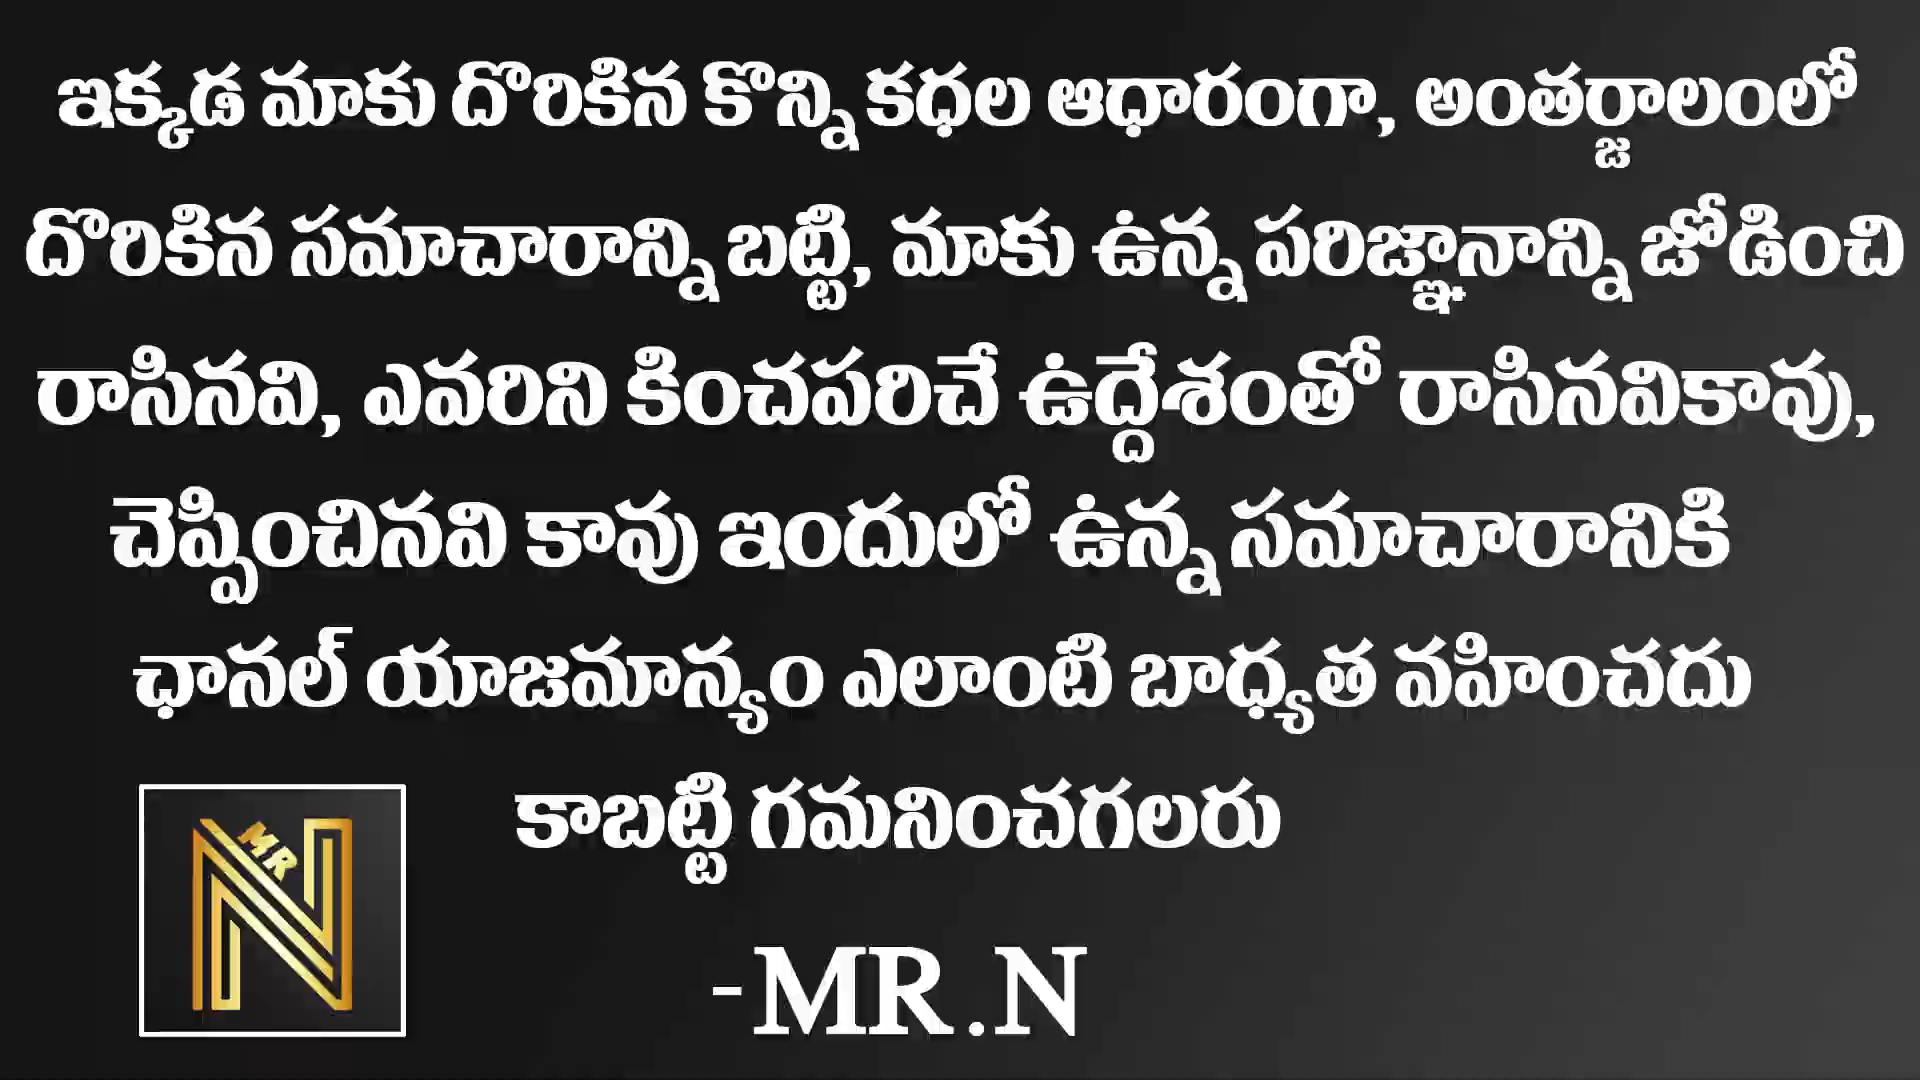 ఇక్కడ మాకు దొరికిన కొన్ని కధల ఆధారంగా, అంతర్జాలంలో
దొరికిన సమాచారాన్ని బట్టి, మాకు ఉన్న పరిజ్ఞానాన్ని జోడించి
రాసినవి, ఎవరిని కించపరిచే ఉద్దేశంతో రాసినవికావు,
చెప్పించినవి కావు ఇందులో ఉన్న సమాచారానికి
ఛానల్ యాజమాన్యం ఎలాంటి బాధ్యత వహించదు
కాబట్టి గమనించగలరు
-MR.N
MR
N